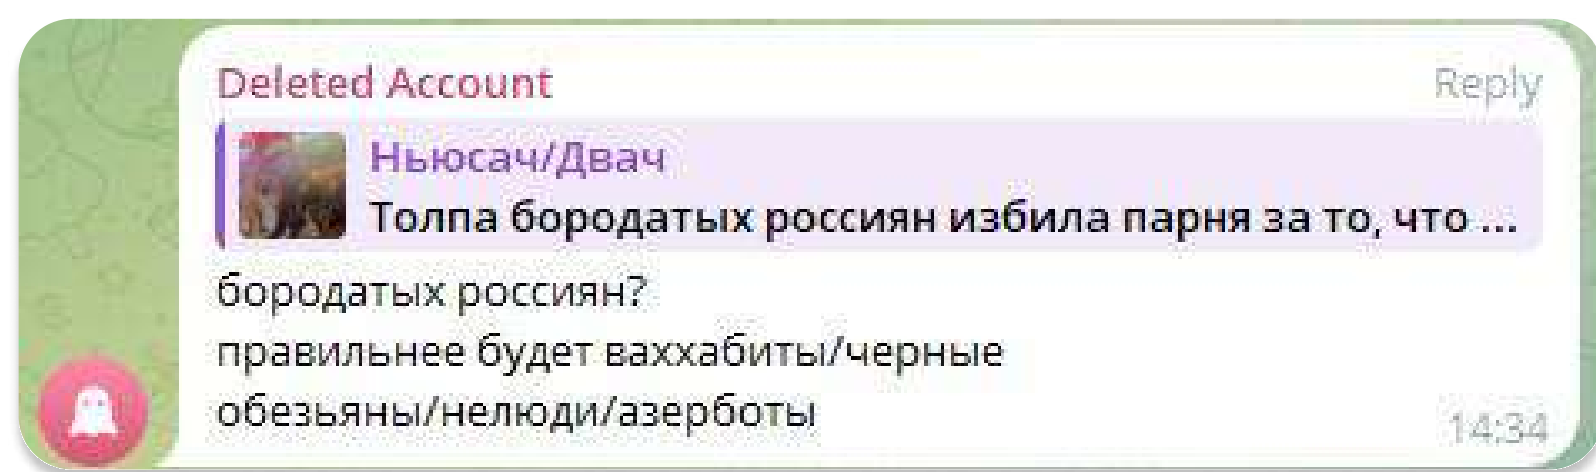 Deleted Account Reply
Ньюсач/Двач
Толпа бородатых россиян избила парня за то, что ...
бородатых россиян?
правильнее будет ваххабиты/черные
обезьяны/нелюди/азерботы
14:34